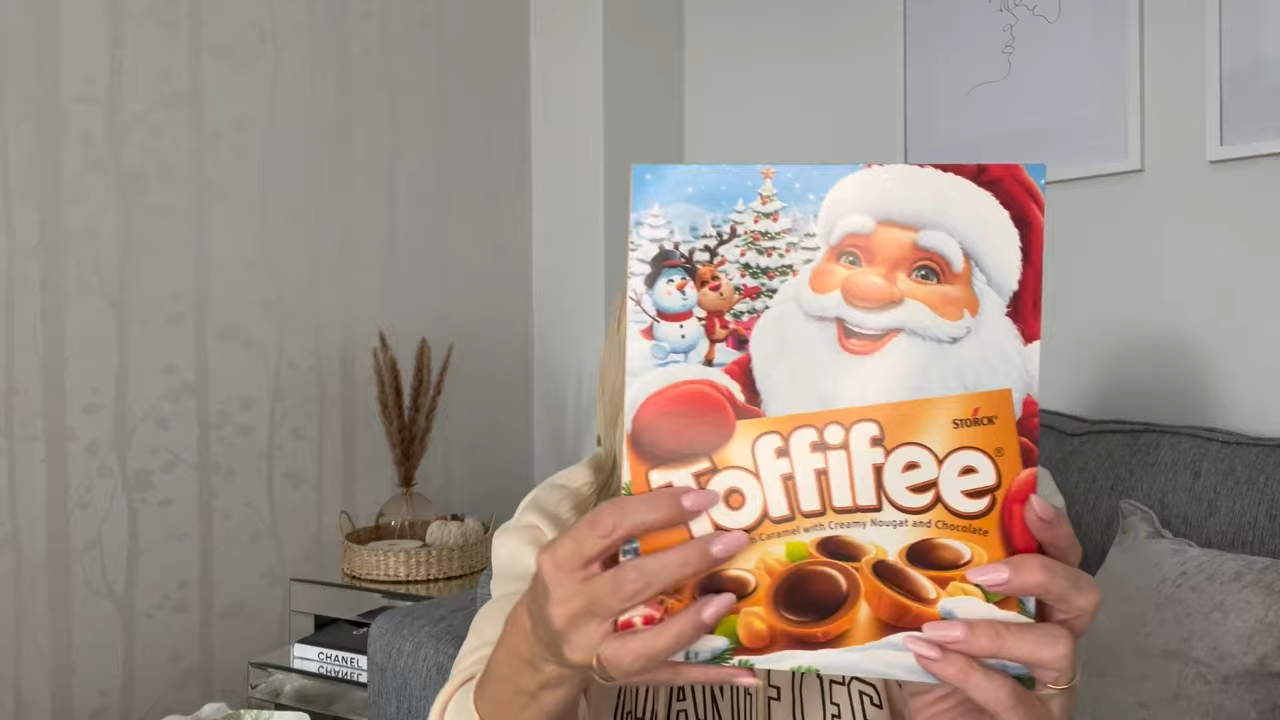 STORCK
Toffifee®
Caramel with Creamy Nougat and Chocolate
CHANEL
CHANEL